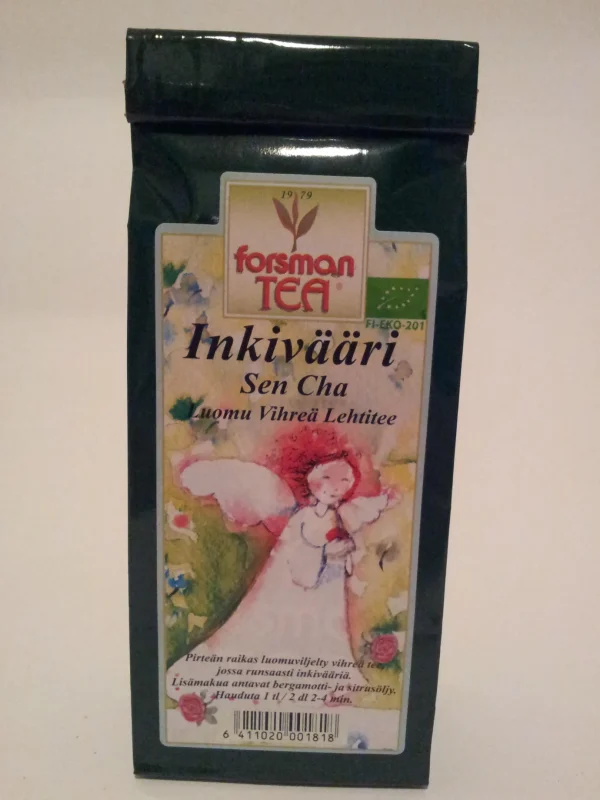 1979
forsman
TEA®
FI-EKO-201
Inkivääri
Sen Cha
Luomu Vihreä Lehtitee
Pirteän raikas luomuviljelty vihreä tee,
jossa runsaasti inkivääriä.
Lisämakua antavat bergamotti- ja sitrusöljy.
Hauduta 1 tl / 2 dl 2-4 min.
6 411020 001818